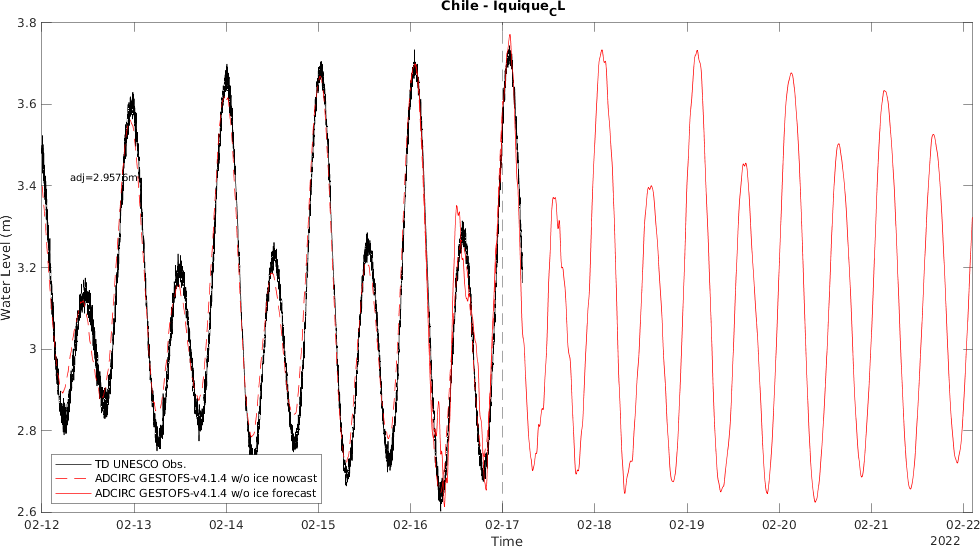 Chile - Iquique_CL
3.8
3.6
3.4
3.2
3
2.8
2.6
Water Level (m)
adj=2.9576m
TD UNESCO Obs.
ADCIRC GESTOFS-v4.1.4 w/o ice nowcast
ADCIRC GESTOFS-v4.1.4 w/o ice forecast
02-12 02-13 02-14 02-15 02-16 02-17 02-18 02-19 02-20 02-21 02-22
Time
2022